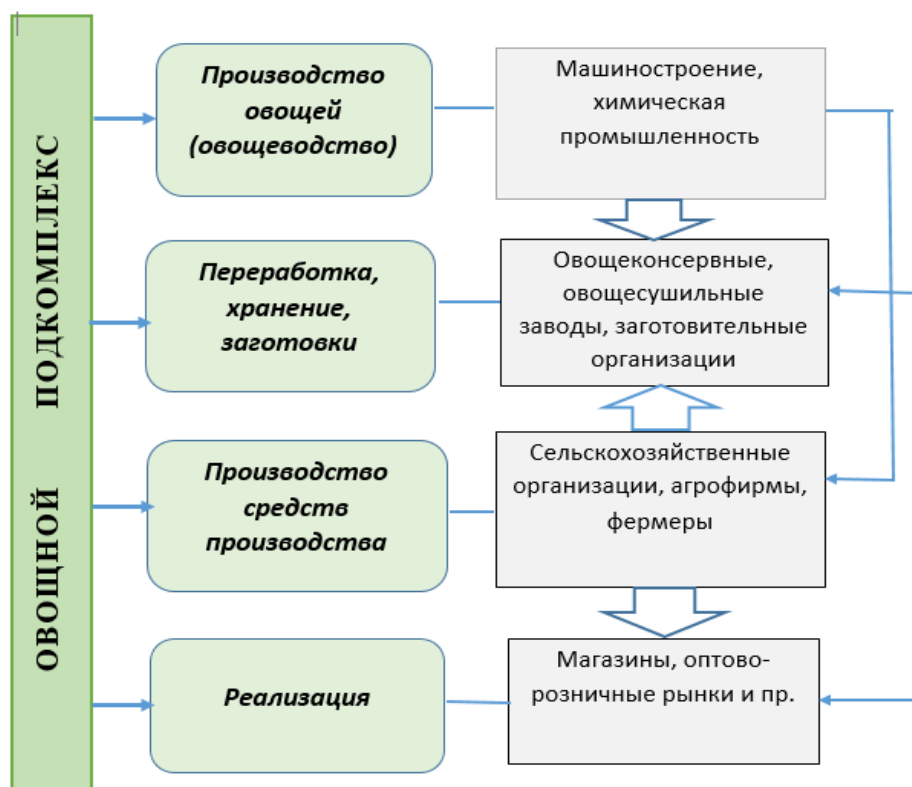 ОВОЩНОЙ ПОДКОМПЛЕКС
Производство
овощей
(овощеводство)
Машиностроение,
химическая
промышленность
Переработка,
хранение,
заготовки
Овощеконсервные,
овощесушильные
заводы, заготовительные
организации
Производство
средств
производства
Сельскохозяйственные
организации, агрофирмы,
фермеры
Реализация
Магазины, оптово-
розничные рынки и пр.